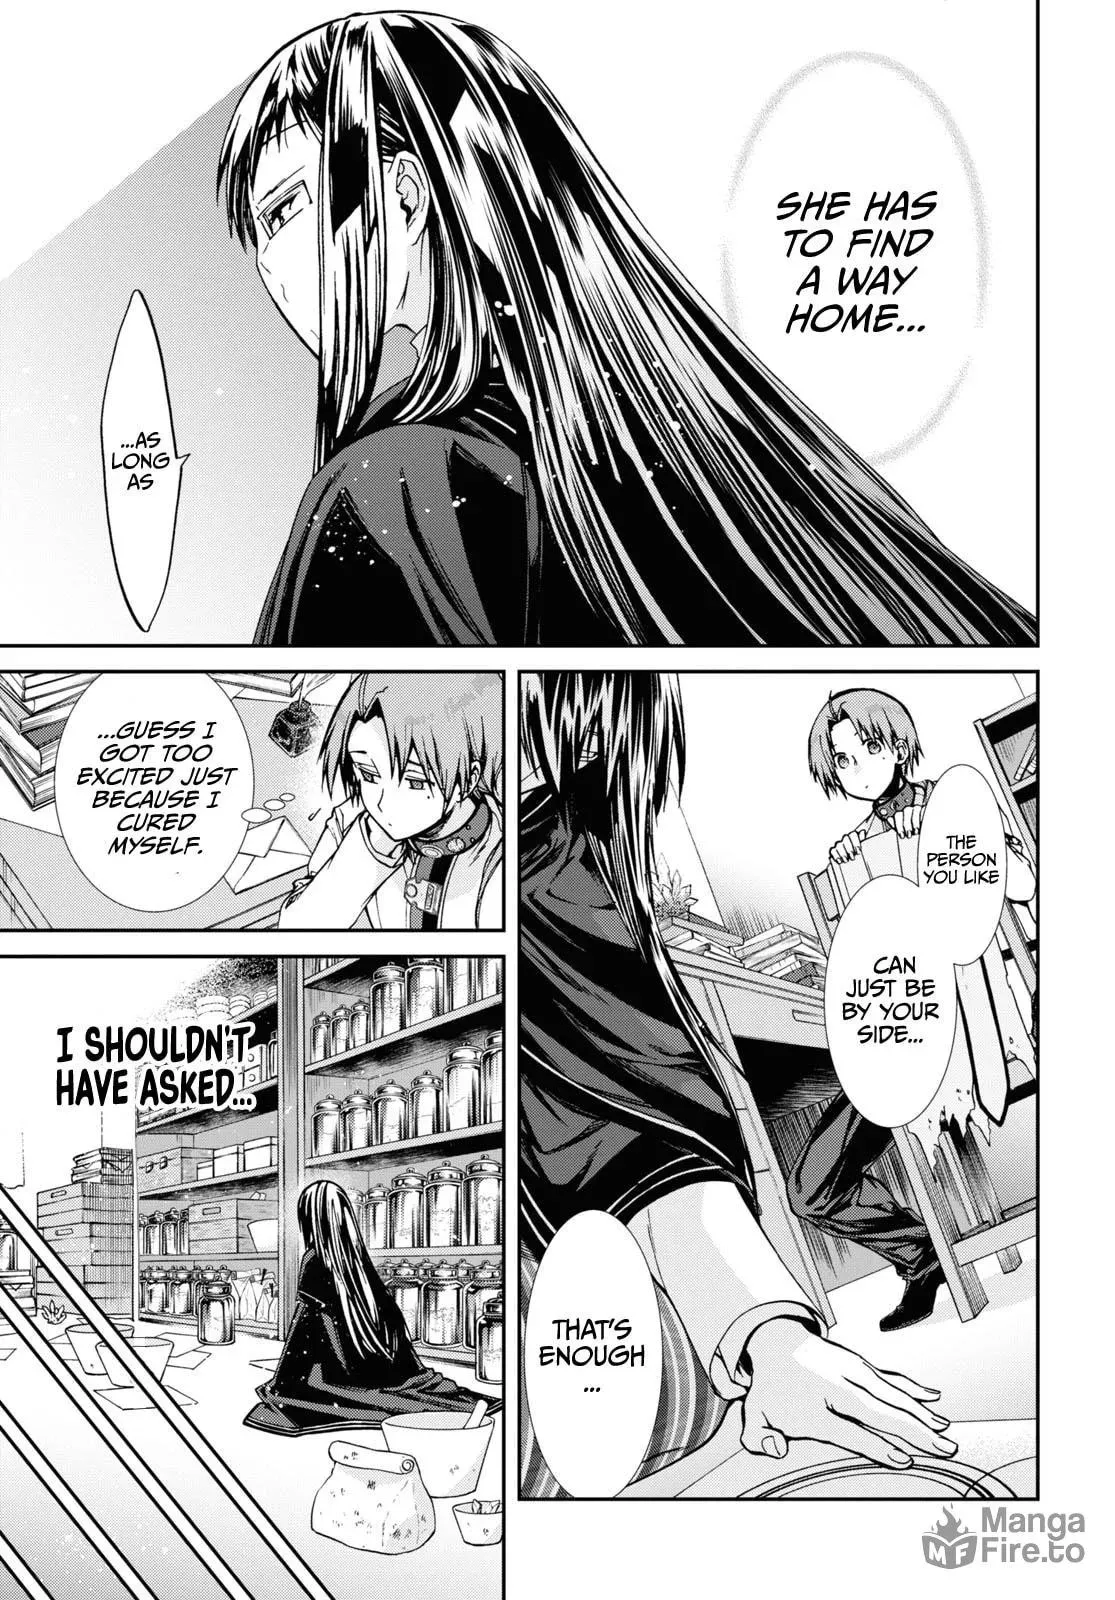 SHE HAS
TO FIND
A WAY
HOME...
...AS
LONG
AS
THE
PERSON
YOU LIKE
CAN
JUST BE
BY YOUR
SIDE...
THAT'S
ENOUGH
...
...GUESS I
GOT TOO
EXCITED JUST
BECAUSE I
CURED
MYSELF.
I SHOULDN'T
HAVE ASKED...
Manga
MF Fire.to